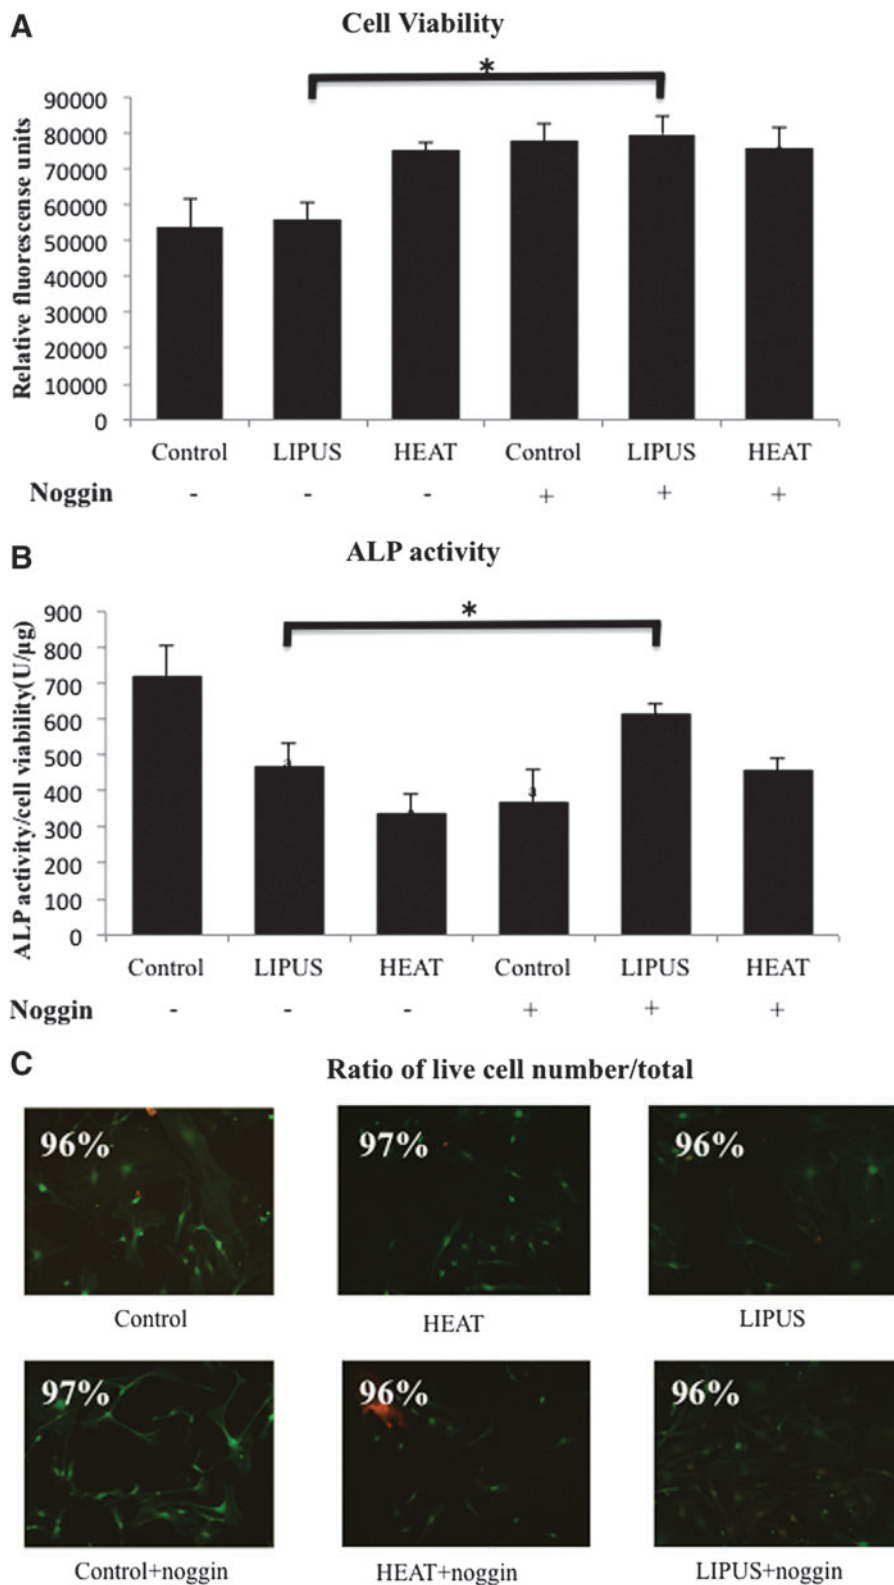 A
Cell Viability
*
Relative fluorescense units
90000
80000
70000
60000
50000
40000
30000
20000
10000
0
Control LIPUS HEAT Control LIPUS HEAT
Noggin - - - + + +
B
ALP activity
*
ALP activity/cell viability(U/µg)
900
800
700
600
500
400
300
200
100
0
a
a
Control LIPUS HEAT Control LIPUS HEAT
Noggin - - - + + +
C
Ratio of live cell number/total
96% 97% 96%
Control HEAT LIPUS
97% 96% 96%
Control+noggin HEAT+noggin LIPUS+noggin